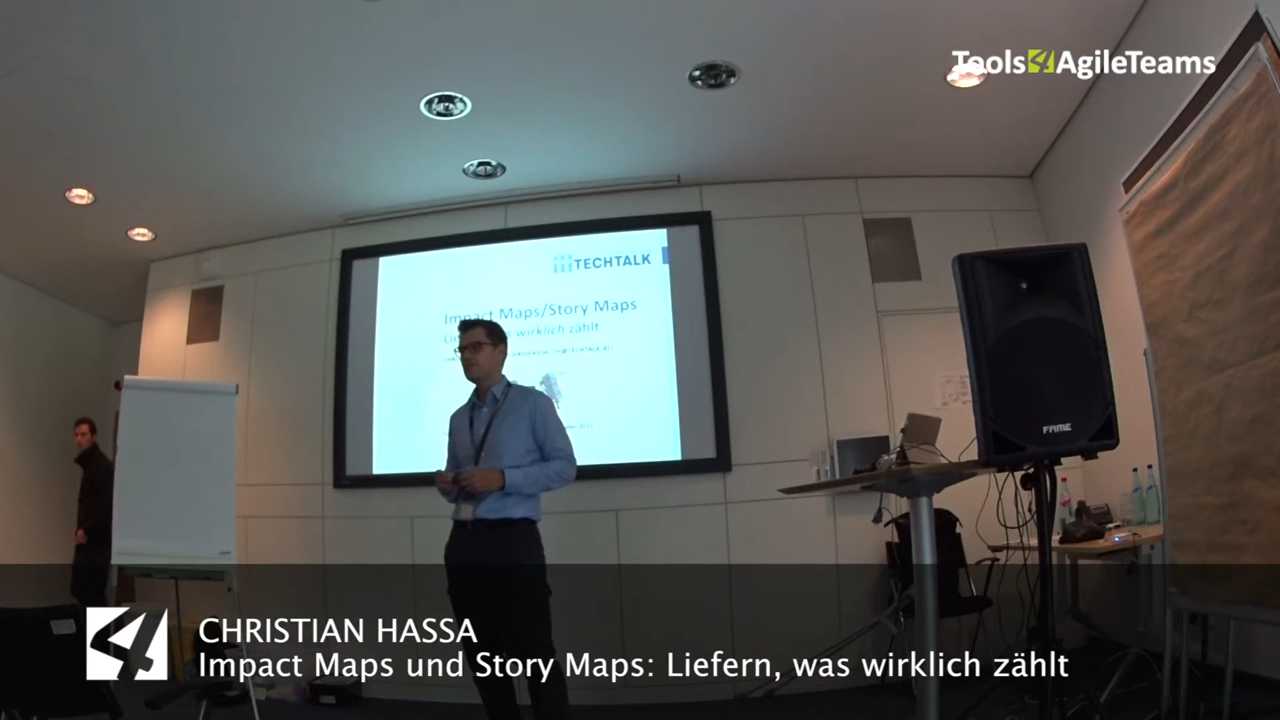 Tools4AgileTeams
TECHTALK
Impact Maps/Story Maps
wirklich zählt
FAME
CHRISTIAN HASSA
Impact Maps und Story Maps: Liefern, was wirklich zählt